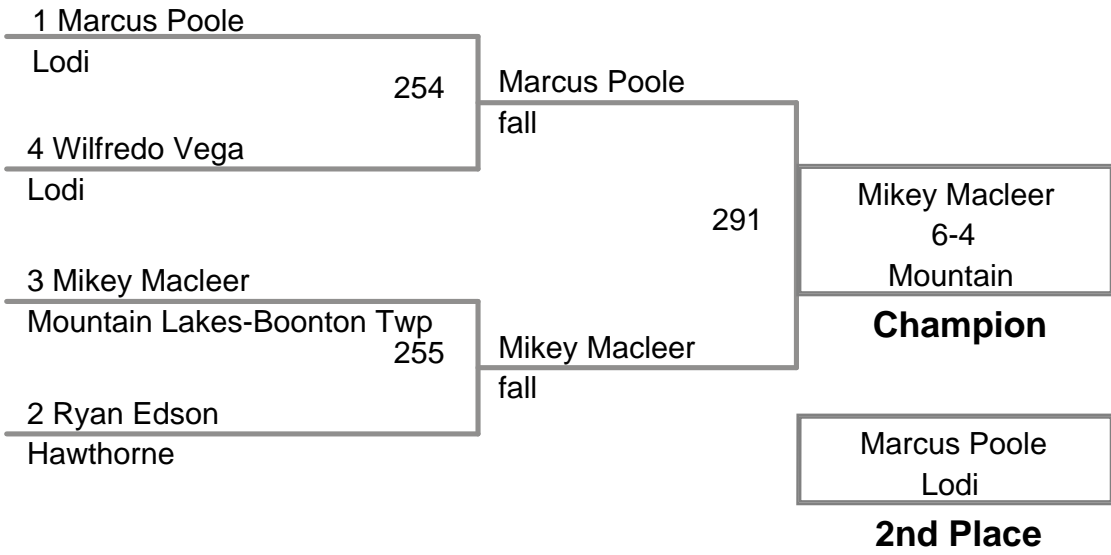 1 Marcus Poole
Lodi
254
4 Wilfredo Vega
Lodi
Marcus Poole
fall
3 Mikey Macleer
Mountain Lakes-Boonton Twp
255
2 Ryan Edson
Hawthorne
Mikey Macleer
fall
291
Mikey Macleer
6-4
Mountain
Champion
Marcus Poole
Lodi
2nd Place